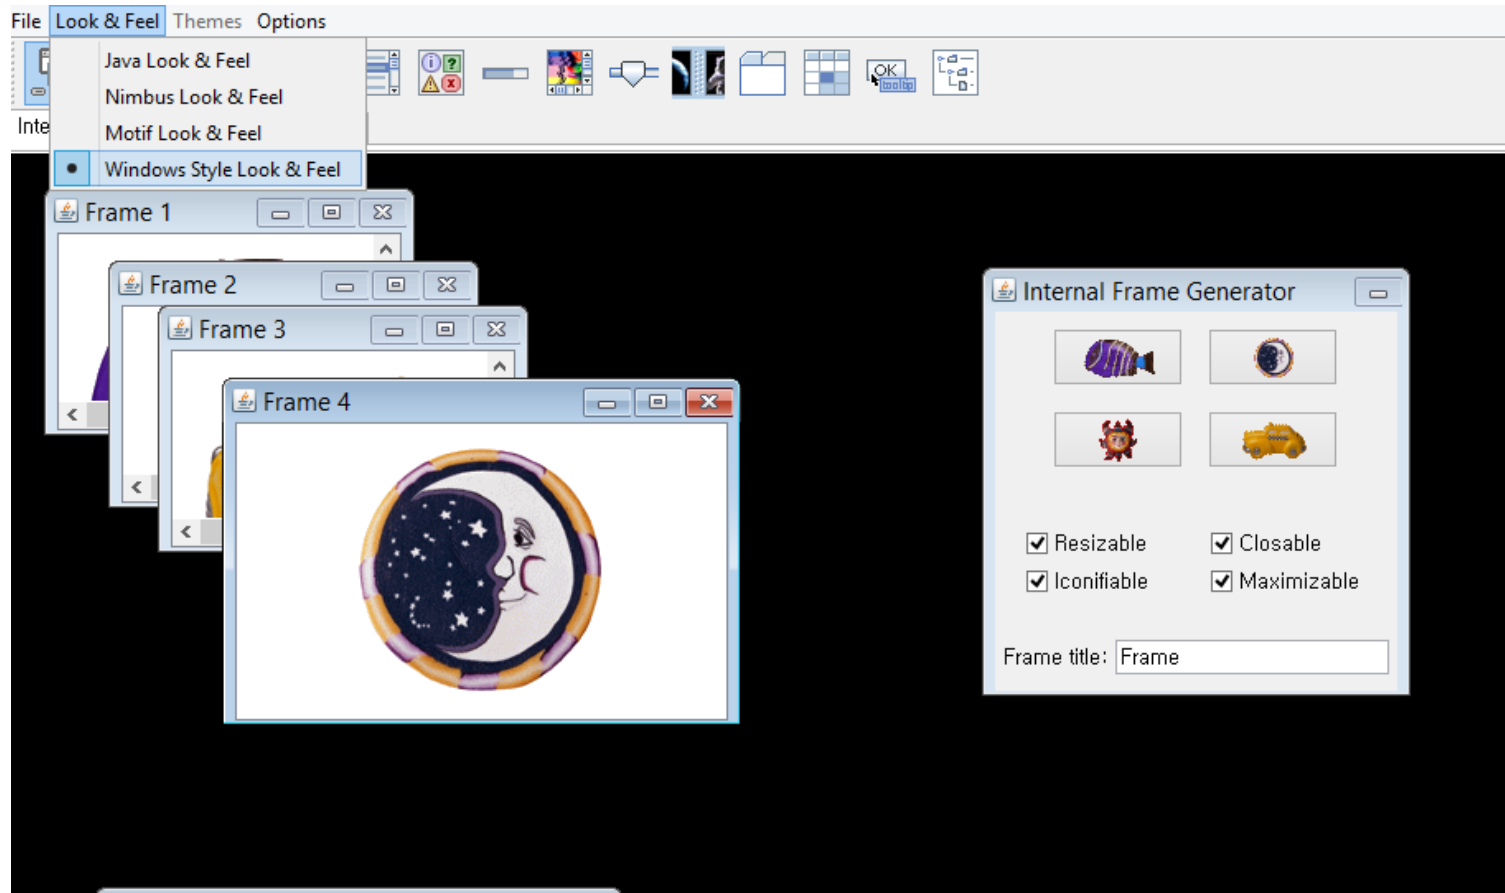 File Look & Feel Themes Options
Java Look & Feel
Nimbus Look & Feel
Motif Look & Feel
Windows Style Look & Feel
OK
tooltip
Inte
Frame 1
Frame 2
Frame 3
Frame 4
Internal Frame Generator
Resizable Closable
Iconifiable Maximizable
Frame title: Frame